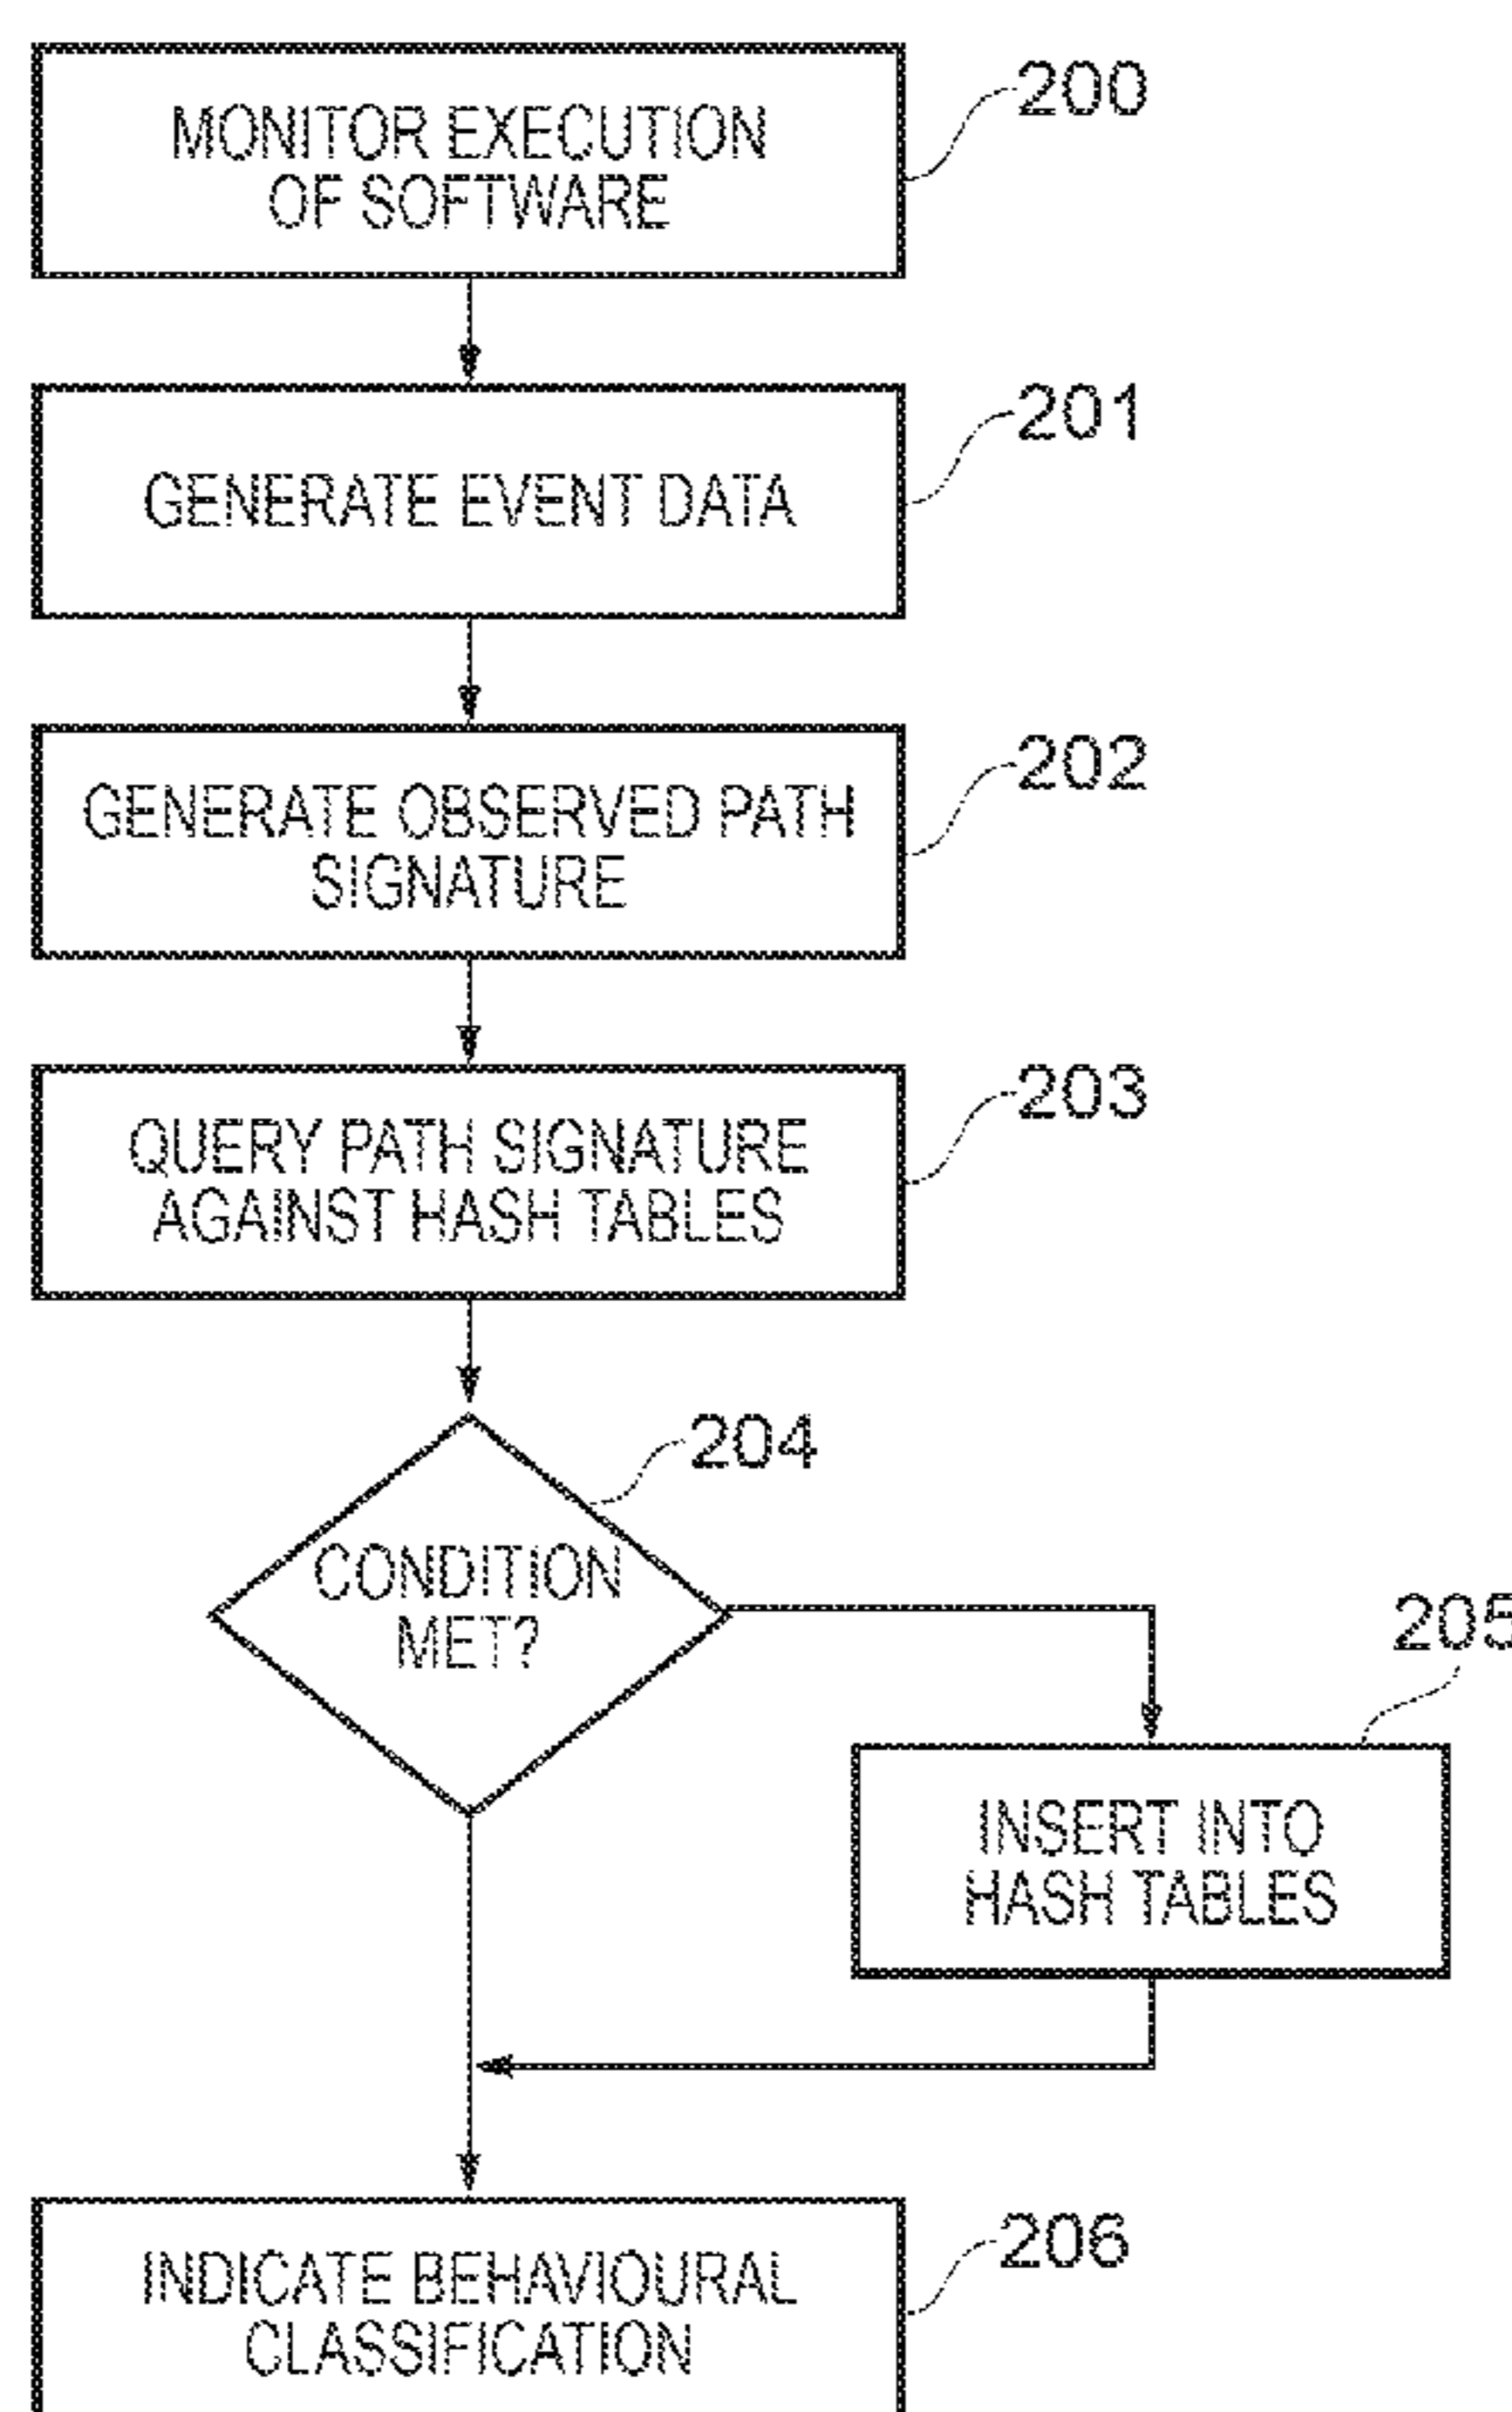 MONITOR EXECUTION
OF SOFTWARE
200
GENERATE EVENT DATA
201
GENERATE OBSERVED PATH
SIGNATURE
202
QUERY PATH SIGNATURE
AGAINST HASH TABLES
203
204
CONDITION
MET?
205
INSERT INTO
HASH TABLES
INDICATE BEHAVIOURAL
CLASSIFICATION
206